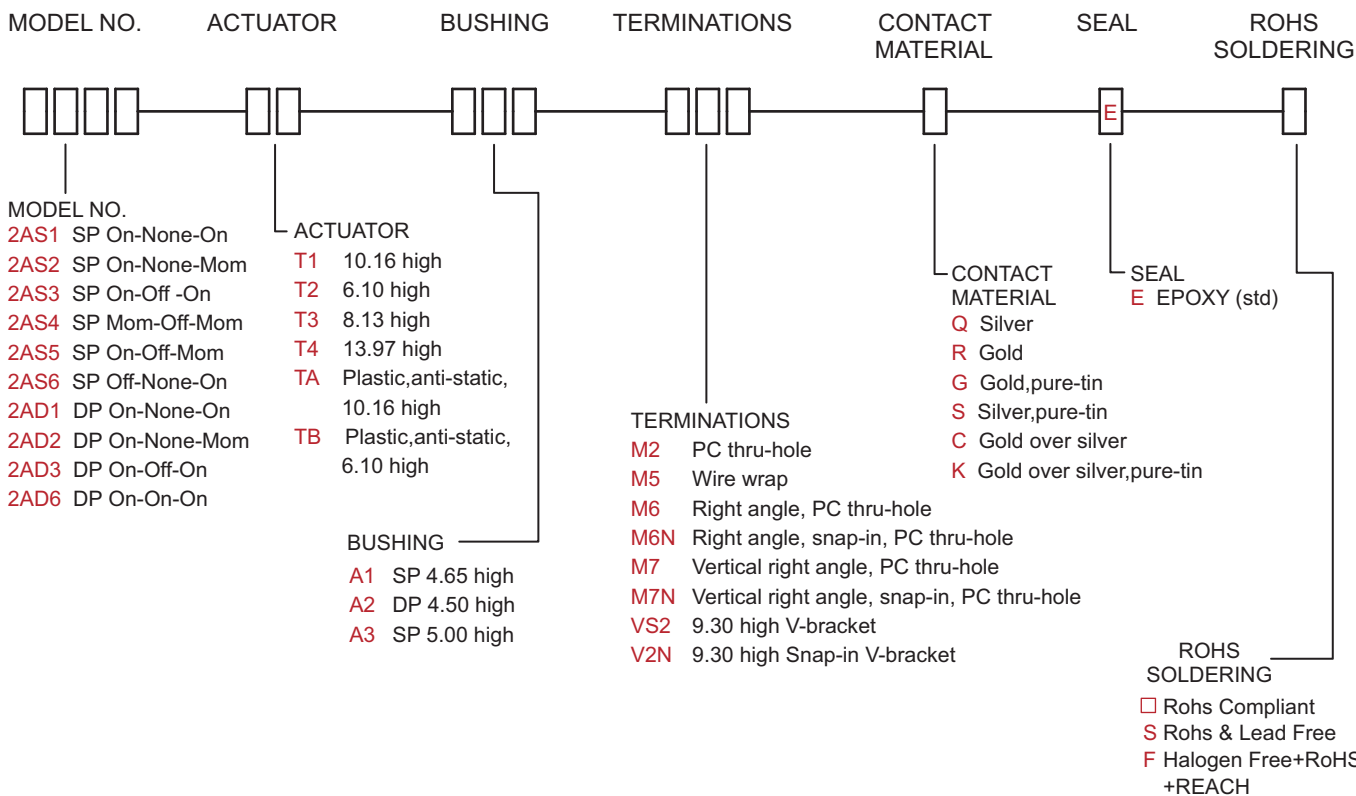 MODEL NO. ACTUATOR BUSHING TERMINATIONS CONTACT MATERIAL SEAL ROHS SOLDERING
E
MODEL NO.
2AS1 SP On-None-On
2AS2 SP On-None-Mom
2AS3 SP On-Off -On
2AS4 SP Mom-Off-Mom
2AS5 SP On-Off-Mom
2AS6 SP Off-None-On
2AD1 DP On-None-On
2AD2 DP On-None-Mom
2AD3 DP On-Off-On
2AD6 DP On-On-On
ACTUATOR
T1 10.16 high
T2 6.10 high
T3 8.13 high
T4 13.97 high
TA Plastic,anti-static,
10.16 high
TB Plastic,anti-static,
6.10 high
BUSHING
A1 SP 4.65 high
A2 DP 4.50 high
A3 SP 5.00 high
TERMINATIONS
M2 PC thru-hole
M5 Wire wrap
M6 Right angle, PC thru-hole
M6N Right angle, snap-in, PC thru-hole
M7 Vertical right angle, PC thru-hole
M7N Vertical right angle, snap-in, PC thru-hole
VS2 9.30 high V-bracket
V2N 9.30 high Snap-in V-bracket
CONTACT
MATERIAL
Q Silver
R Gold
G Gold,pure-tin
S Silver,pure-tin
C Gold over silver
K Gold over silver,pure-tin
SEAL
E EPOXY (std)
ROHS
SOLDERING
□ Rohs Compliant
S Rohs & Lead Free
F Halogen Free+RoHS
+REACH